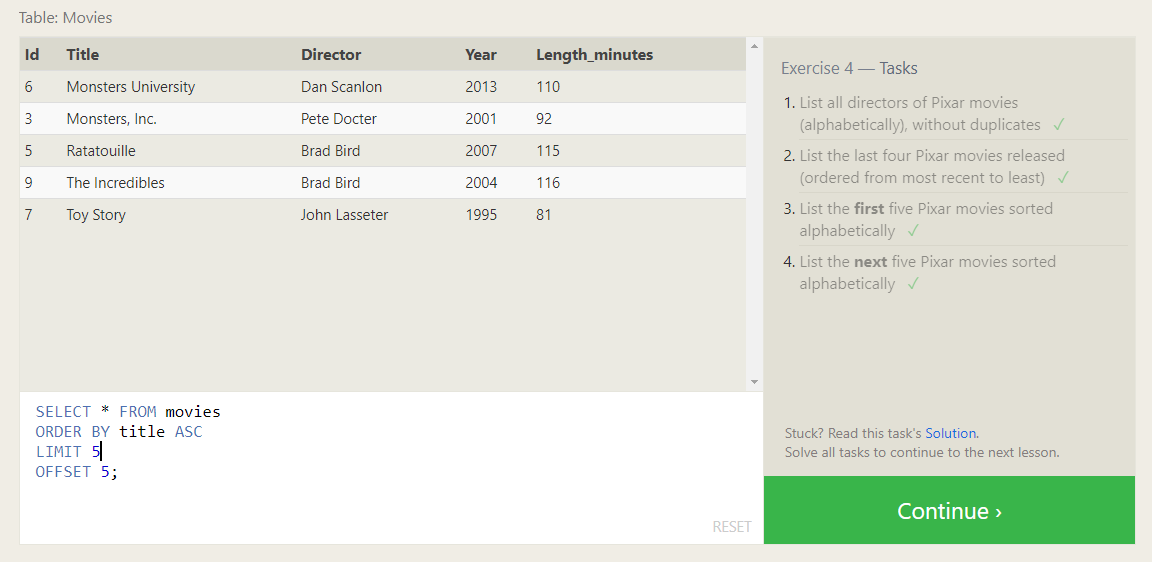 Table: Movies
Id Title Director Year Length_minutes
6 Monsters University Dan Scanlon 2013 110
3 Monsters, Inc. Pete Docter 2001 92
5 Ratatouille Brad Bird 2007 115
9 The Incredibles Brad Bird 2004 116
7 Toy Story John Lasseter 1995 81
SELECT * FROM movies
ORDER BY title ASC
LIMIT 5
OFFSET 5;
RESET
Exercise 4 — Tasks
1. List all directors of Pixar movies
(alphabetically), without duplicates ✓
2. List the last four Pixar movies released
(ordered from most recent to least) ✓
3. List the first five Pixar movies sorted
alphabetically ✓
4. List the next five Pixar movies sorted
alphabetically ✓
Stuck? Read this task's Solution.
Solve all tasks to continue to the next lesson.
Continue ›